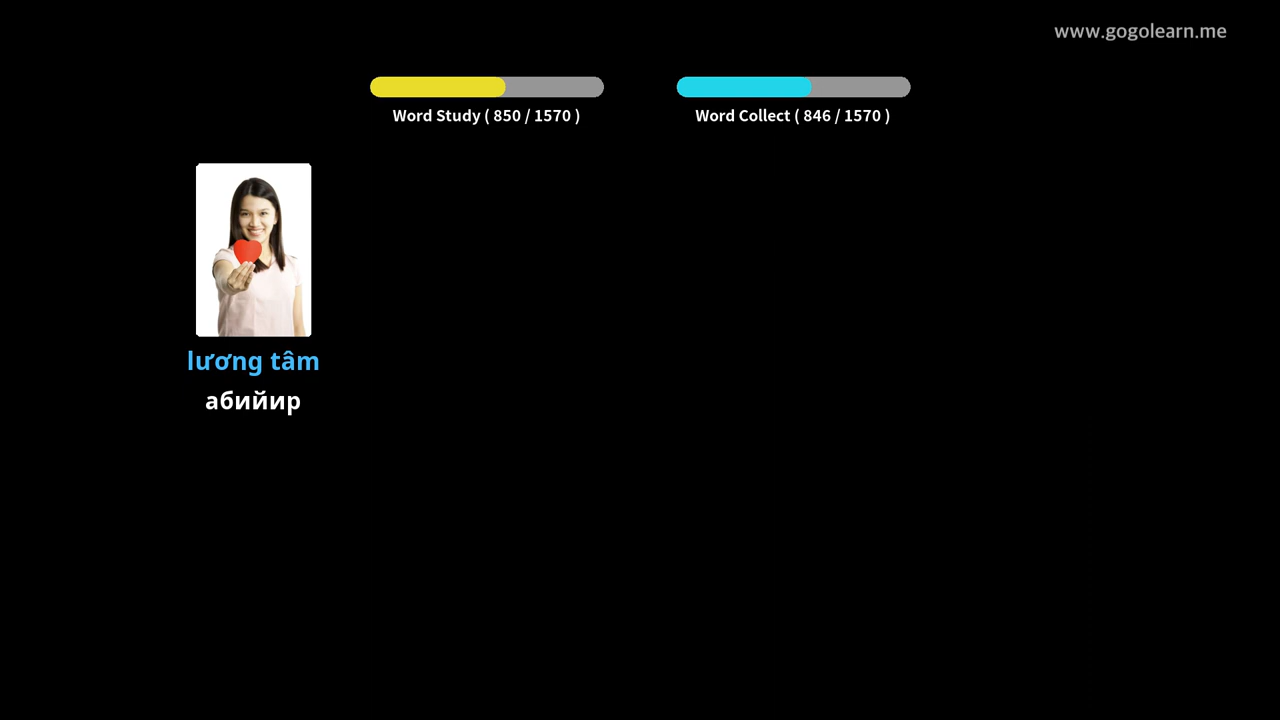 www.gogolearn.me
Word Study ( 850 / 1570 )
Word Collect ( 846 / 1570 )
lương tâm
абийир